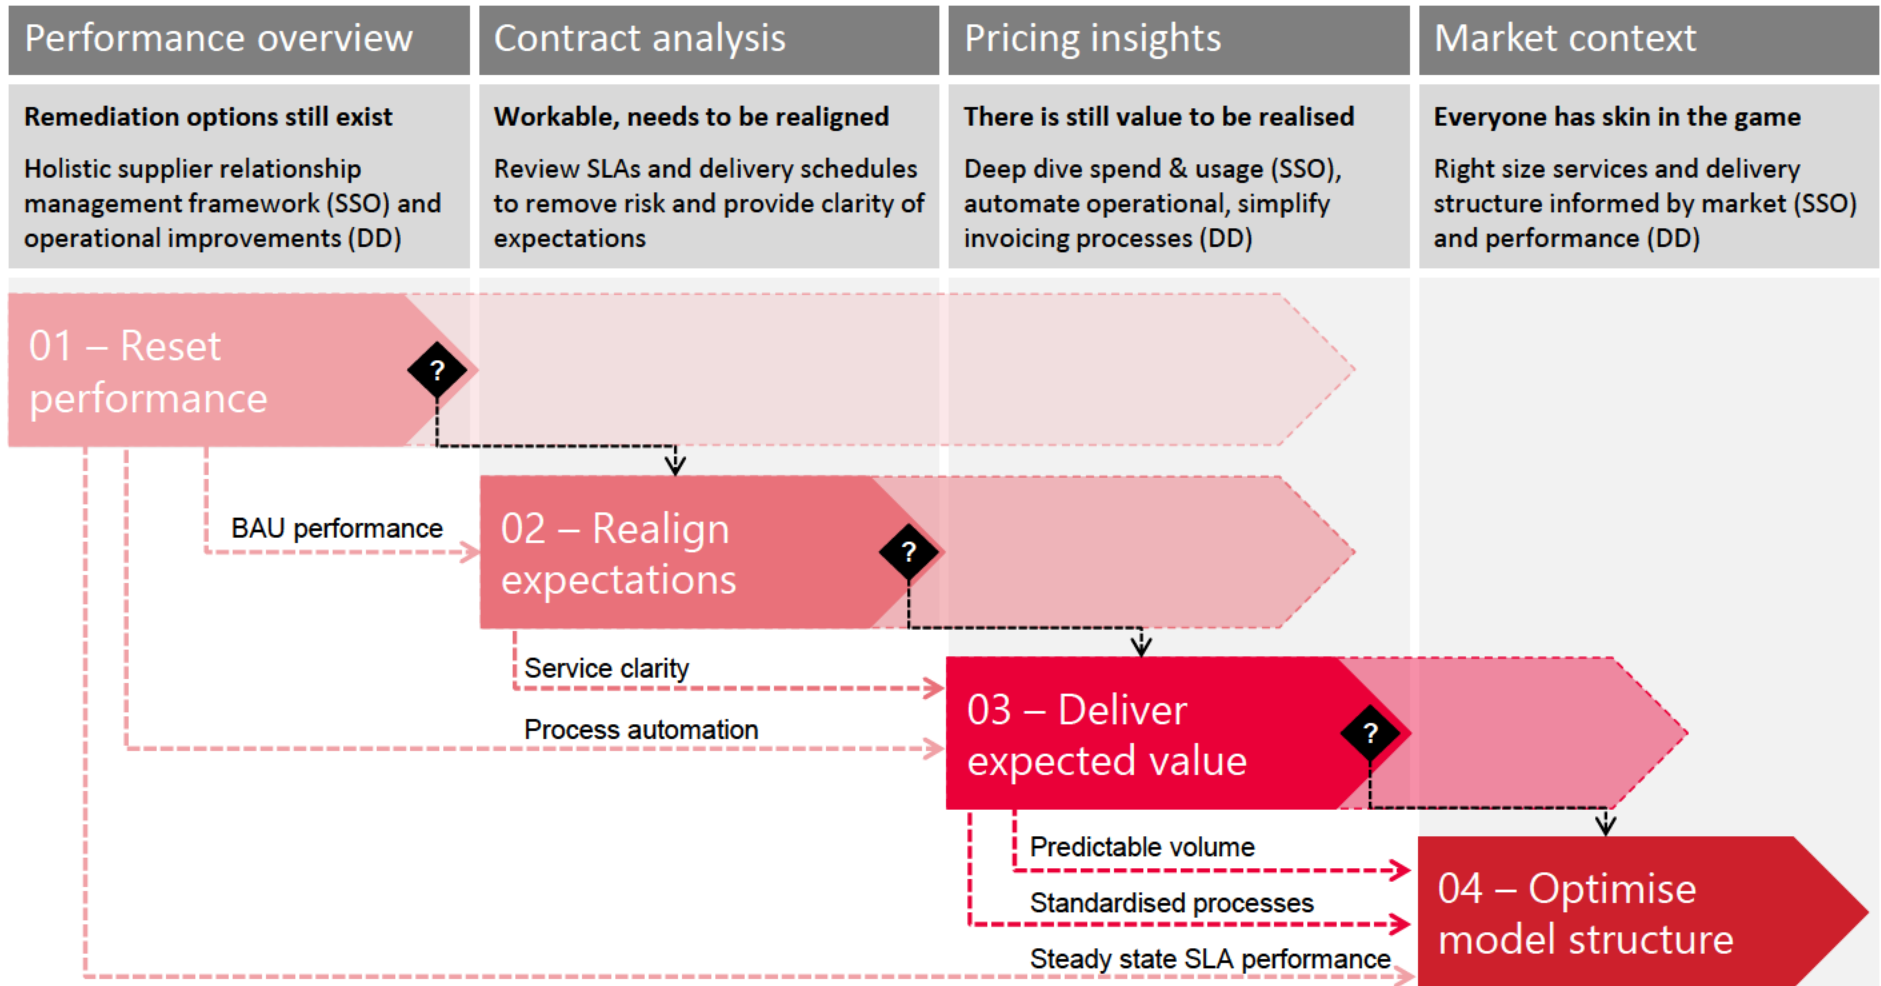 Performance overview
Contract analysis
Pricing insights
Market context
Remediation options still exist
Holistic supplier relationship
management framework (SSO) and
operational improvements (DD)
Workable, needs to be realigned
Review SLAs and delivery schedules
to remove risk and provide clarity of
expectations
There is still value to be realised
Deep dive spend & usage (SSO),
automate operational, simplify
invoicing processes (DD)
Everyone has skin in the game
Right size services and delivery
structure informed by market (SSO)
and performance (DD)
01 – Reset
performance
?
BAU performance
02 – Realign
expectations
?
Service clarity
Process automation
03 – Deliver
expected value
?
Predictable volume
Standardised processes
Steady state SLA performance
04 – Optimise
model structure